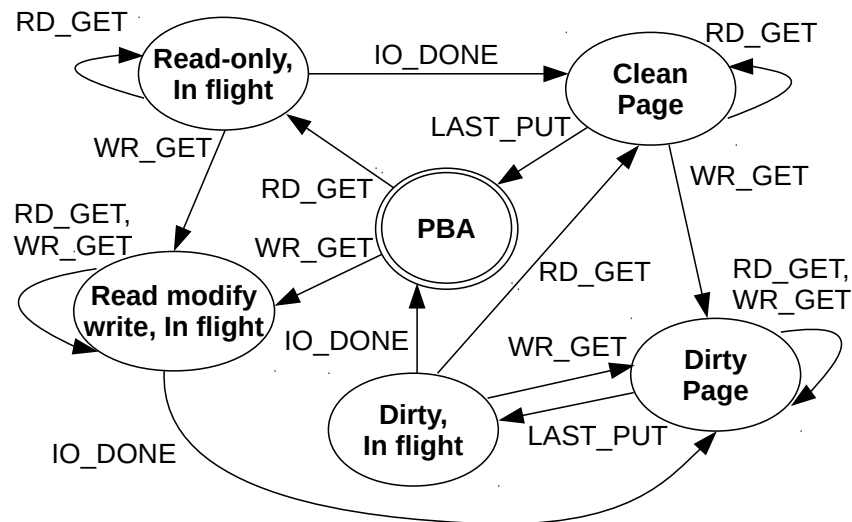 RD_GET
Read-only,
In flight
IO_DONE
Clean
Page
RD_GET
LAST_PUT
WR_GET
RD_GET
WR_GET
PBA
RD_GET,
WR_GET
WR_GET
Read modify
write, In flight
RD_GET
RD_GET,
WR_GET
IO_DONE
WR_GET
Dirty
Page
Dirty,
In flight
LAST_PUT
IO_DONE